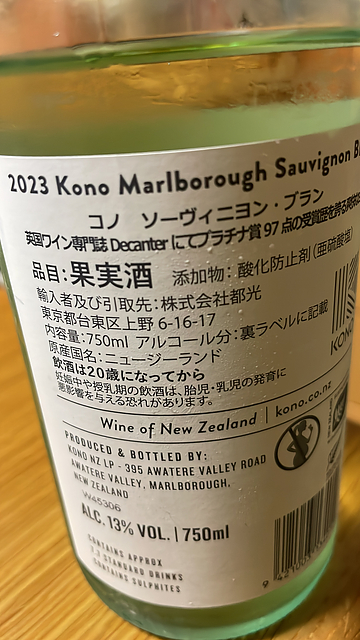 2023 Kono Marlborough Sauvignon
コノ ソーヴィニヨン・ブラン
英国ワイン専門誌 Decanter にてプラチナ賞 97 点の受賞歴を誇る
品目:果実酒 添加物:酸化防止剤(亜硫酸塩)
輸入者及び引取先:株式会社都光
東京都台東区上野 6-16-17
内容量:750ml アルコール分:裏ラベルに記載
原産国名:ニュージーランド
飲酒は20歳になってから
妊娠中や授乳期の飲酒は、胎児・乳児の発育に
悪影響を与える恐れがあります。
KONO
Wine of New Zealand | kono.co.nz
PRODUCED & BOTTLED BY:
KONO NZ LP - 395 AWATERE VALLEY ROAD
AWATERE VALLEY, MARLBOROUGH,
NEW ZEALAND
W45306
ALC. 13% VOL. | 750ml
CONTAINS APPROX
7.7 STANDARD DRINKS
CONTAINS SULPHITES